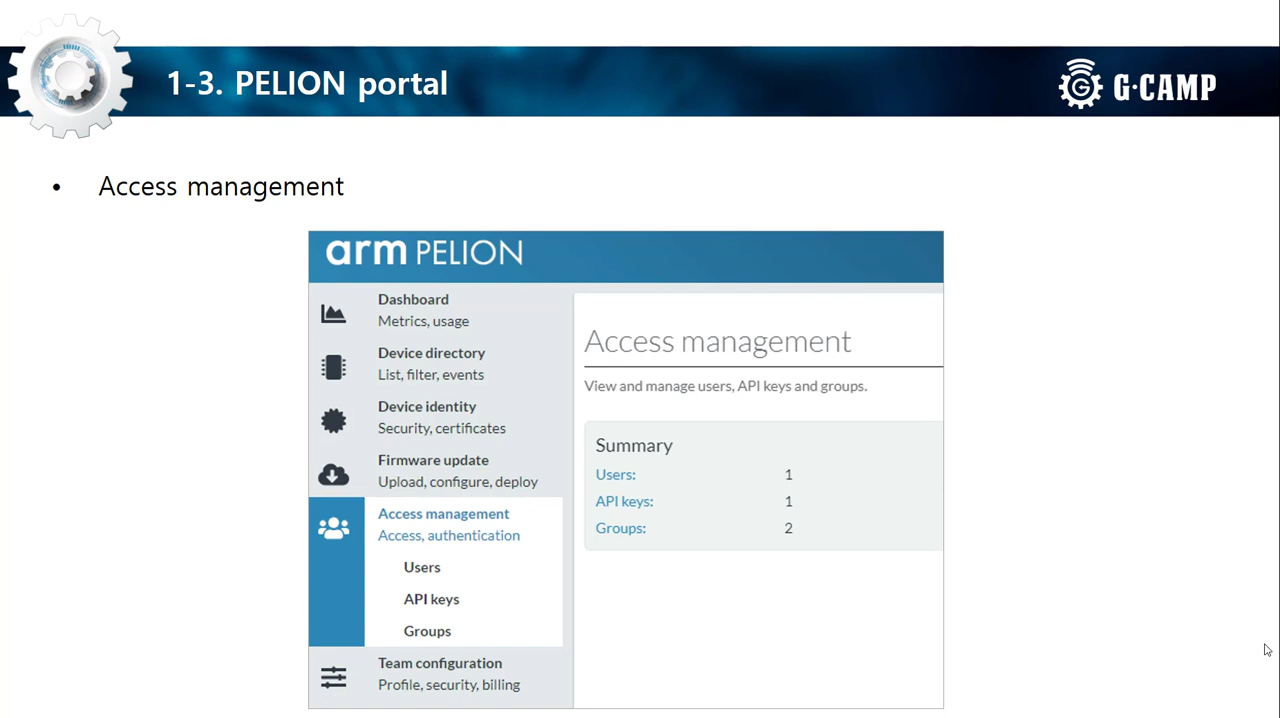 1-3. PELION portal
G·CAMP
• Access management
arm PELION
Dashboard
Metrics, usage
Device directory
List, filter, events
Device identity
Security, certificates
Firmware update
Upload, configure, deploy
Access management
Access, authentication
Users
API keys
Groups
Team configuration
Profile, security, billing
Access management
View and manage users, API keys and groups.
Summary
Users: 1
API keys: 1
Groups: 2